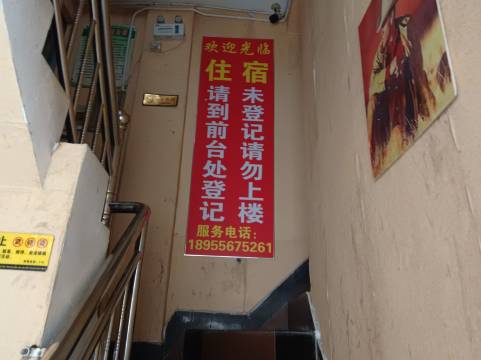 欢迎光临
住宿
请到前台处登记
未登记请勿上楼
服务电话:
18955675261